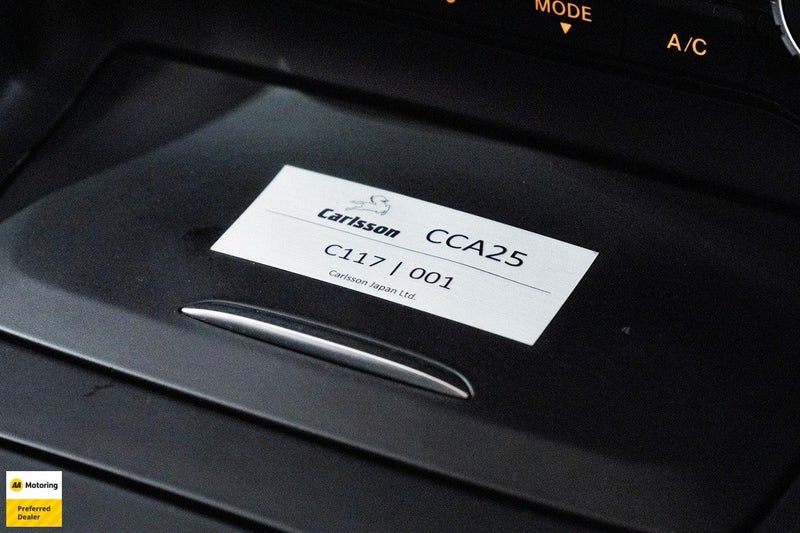 MODE
A/C
Carlsson CCA25
C117 | 001
Carlsson Japan Ltd.
AA Motoring
Preferred
Dealer